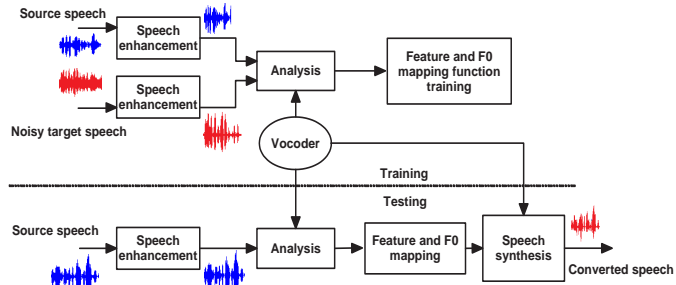 Source speech
Speech
enhancement
Analysis
Feature and F0
mapping function
training
Speech
enhancement
Noisy target speech
Vocoder
Training
Testing
Source speech
Speech
enhancement
Analysis
Feature and F0
mapping
Speech
synthesis
Converted speech